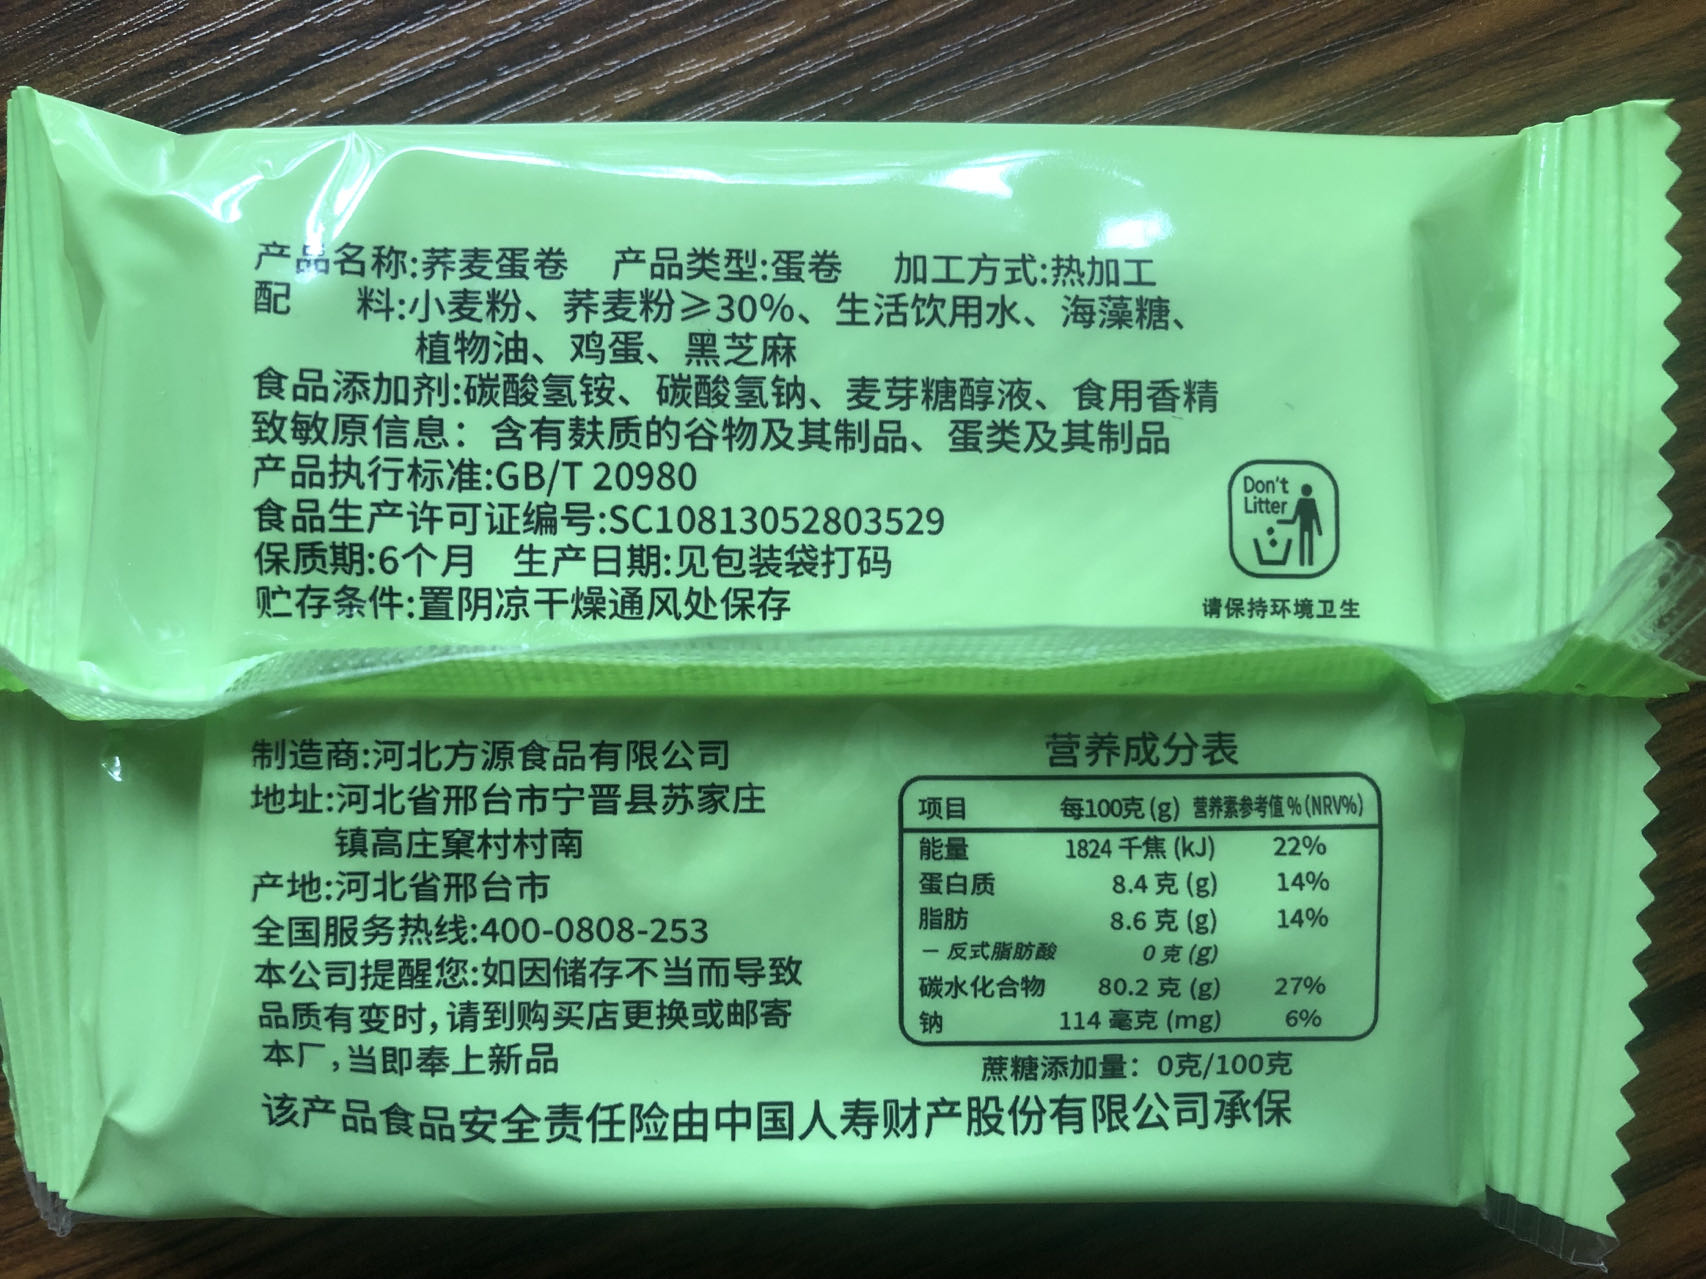 产品名称:荞麦蛋卷 产品类型:蛋卷 加工方式:热加工
配 料:小麦粉、荞麦粉≥30%、生活饮用水、海藻糖、
植物油、鸡蛋、黑芝麻
食品添加剂:碳酸氢铵、碳酸氢钠、麦芽糖醇液、食用香精
致敏原信息：含有麸质的谷物及其制品、蛋类及其制品
产品执行标准:GB/T 20980
食品生产许可证编号:SC10813052803529
保质期:6个月 生产日期:见包装袋打码
贮存条件:置阴凉干燥通风处保存
Don't
Litter
请保持环境卫生
制造商:河北方源食品有限公司
地址:河北省邢台市宁晋县苏家庄
镇高庄窠村村南
产地:河北省邢台市
全国服务热线:400-0808-253
本公司提醒您:如因储存不当而导致
品质有变时,请到购买店更换或邮寄
本厂,当即奉上新品
营养成分表
项目 每100克(g) 营养素参考值%(NRV%)
能量 1824 千焦 (kJ) 22%
蛋白质 8.4 克 (g) 14%
脂肪 8.6 克 (g) 14%
— 反式脂肪酸 0 克 (g)
碳水化合物 80.2 克 (g) 27%
钠 114 毫克 (mg) 6%
蔗糖添加量：0克/100克
该产品食品安全责任险由中国人寿财产股份有限公司承保